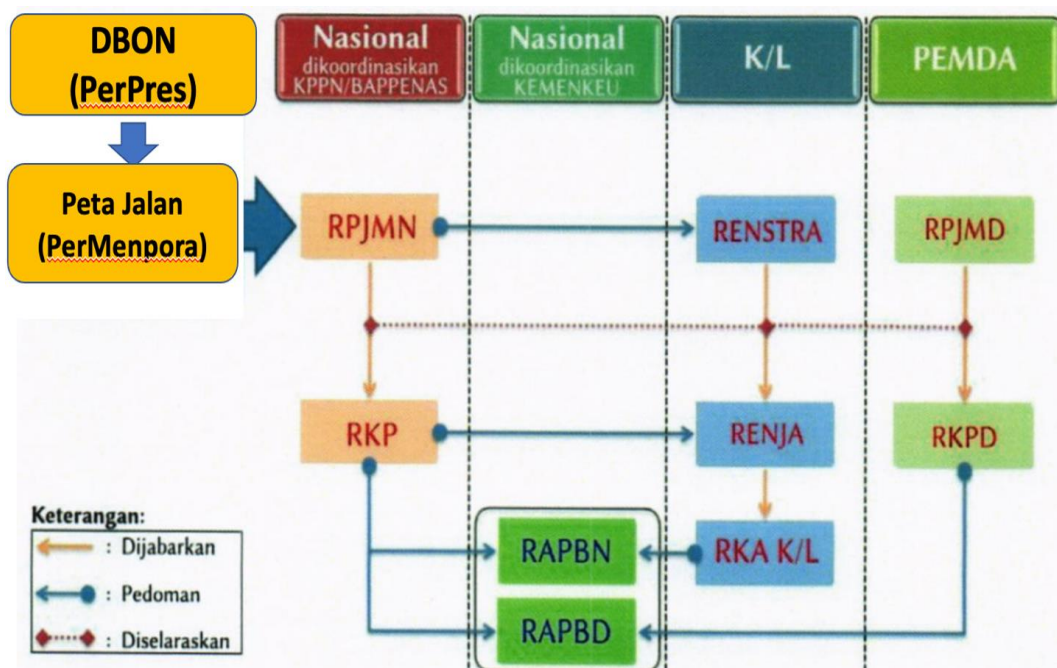 DBON
(PerPres)
Peta Jalan
(PerMenpora)
Nasional
dikoordinasikan
KPPN/BAPPENAS
Nasional
dikoordinasikan
KEMENKEU
K/L
PEMDA
RPJMN
RENSTRA
RPJMD
RKP
RENJA
RKPD
RAPBN
RKA K/L
RAPBD
Keterangan:
: Dijabarkan
: Pedoman
: Diselaraskan